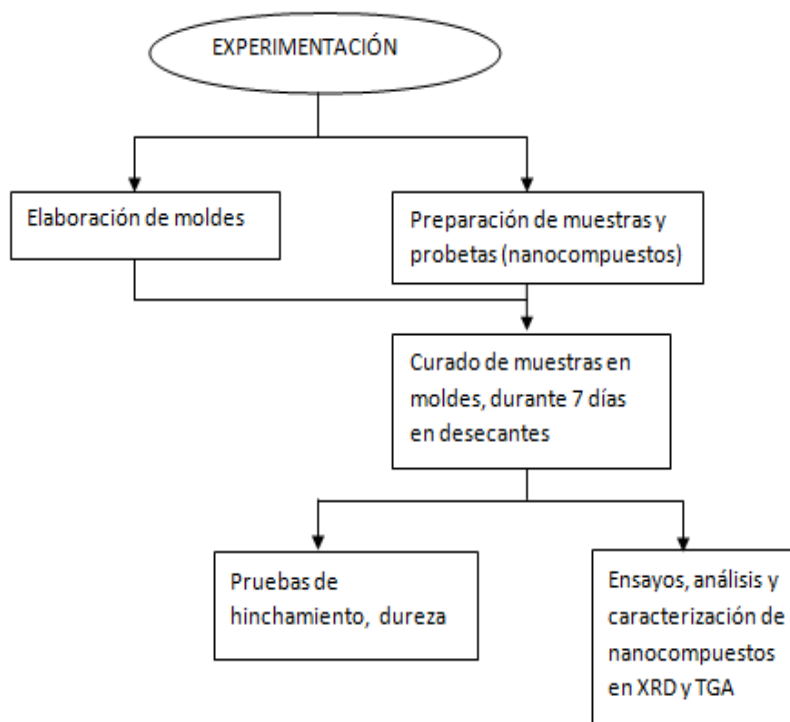 EXPERIMENTACIÓN
Elaboración de moldes
Preparación de muestras y
probetas (nanocompuestos)
Curado de muestras en
moldes, durante 7 días
en desecantes
Pruebas de
hinchamiento, dureza
Ensayos, análisis y
caracterización de
nanocompuestos
en XRD y TGA